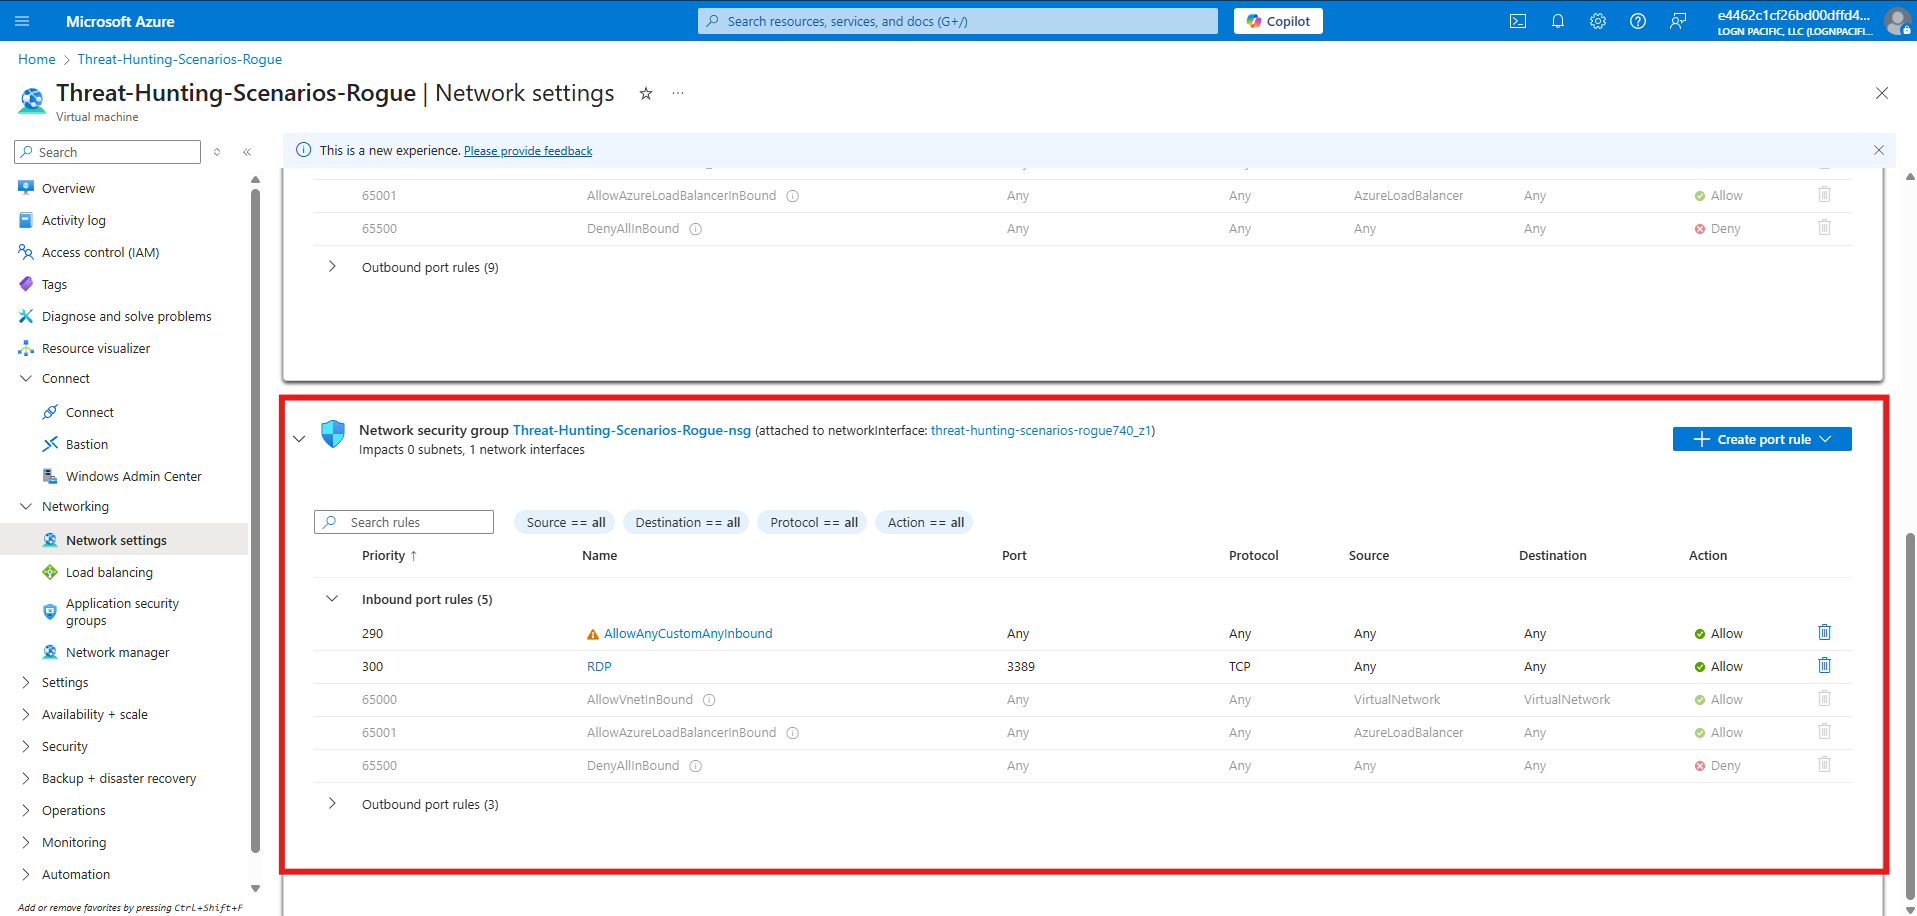 Microsoft Azure
Search resources, services, and docs (G+/)
Copilot
e4462c1cf26bd00dffd4...
LOGN PACIFIC, LLC (LOGNPACIFI...
Home > Threat-Hunting-Scenarios-Rogue
Threat-Hunting-Scenarios-Rogue | Network settings
Virtual machine
Search
Overview
Activity log
Access control (IAM)
Tags
Diagnose and solve problems
Resource visualizer
Connect
Connect
Bastion
Windows Admin Center
Networking
Network settings
Load balancing
Application security
groups
Network manager
Settings
Availability + scale
Security
Backup + disaster recovery
Operations
Monitoring
Automation
Add or remove favorites by pressing Ctrl+Shift+F
This is a new experience. Please provide feedback
65001 AllowAzureLoadBalancerInBound Any Any AzureLoadBalancer Any Allow
65500 DenyAllInBound Any Any Any Any Deny
Outbound port rules (9)
Network security group Threat-Hunting-Scenarios-Rogue-nsg (attached to networkInterface: threat-hunting-scenarios-rogue740_z1)
Impacts 0 subnets, 1 network interfaces
Create port rule
Search rules
Source == all
Destination == all
Protocol == all
Action == all
Priority ↑ Name Port Protocol Source Destination Action
Inbound port rules (5)
290 AllowAnyCustomAnyInbound Any Any Any Any Allow
300 RDP 3389 TCP Any Any Allow
65000 AllowVnetInBound Any Any VirtualNetwork VirtualNetwork Allow
65001 AllowAzureLoadBalancerInBound Any Any AzureLoadBalancer Any Allow
65500 DenyAllInBound Any Any Any Any Deny
Outbound port rules (3)